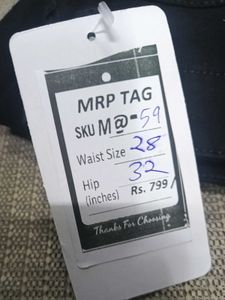 MRP TAG
SKU M@-59
Waist Size 28
Hip 32
(inches) Rs. 799/
Thanks For Choosing